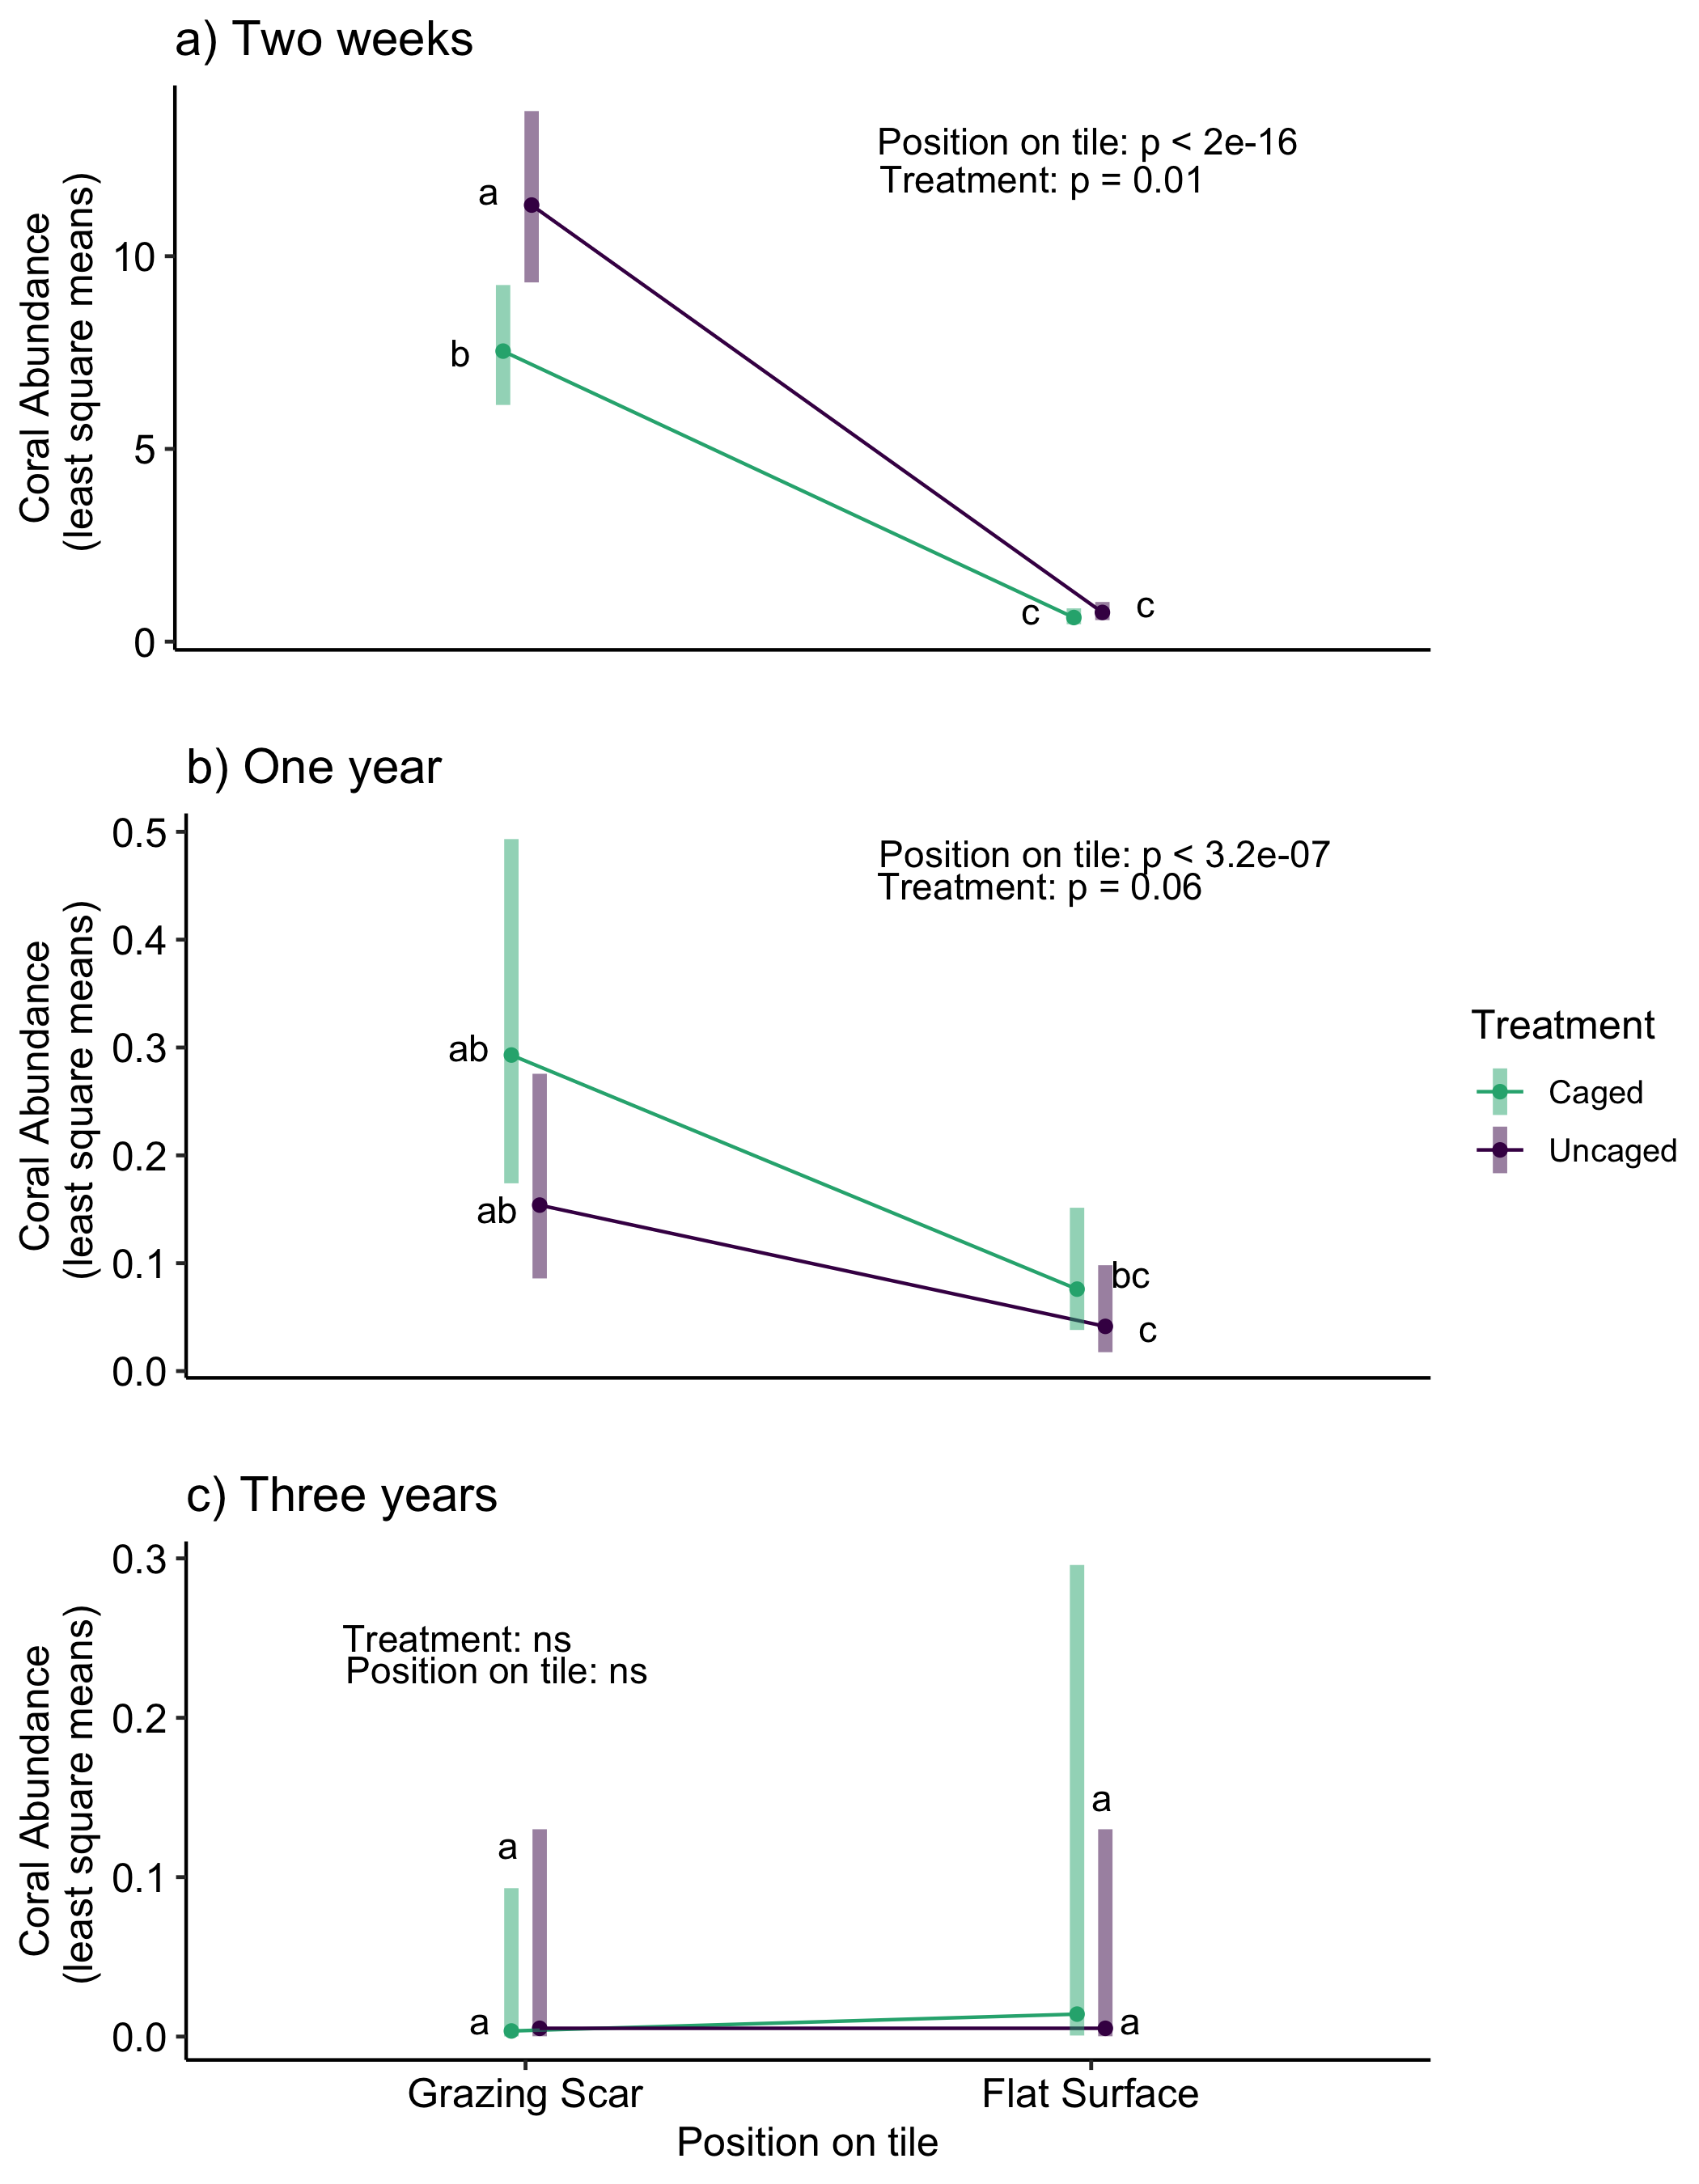 a) Two weeks
Coral Abundance
(least square means)
10
5
0
a
b
c
c
Position on tile: p < 2e-16
Treatment: p = 0.01
b) One year
Coral Abundance
(least square means)
0.5
0.4
0.3
0.2
0.1
0.0
ab
ab
bc
c
Position on tile: p < 3.2e-07
Treatment: p = 0.06
Treatment
Caged
Uncaged
c) Three years
Coral Abundance
(least square means)
0.3
0.2
0.1
0.0
Treatment: ns
Position on tile: ns
a
a
a
a
Grazing Scar
Flat Surface
Position on tile